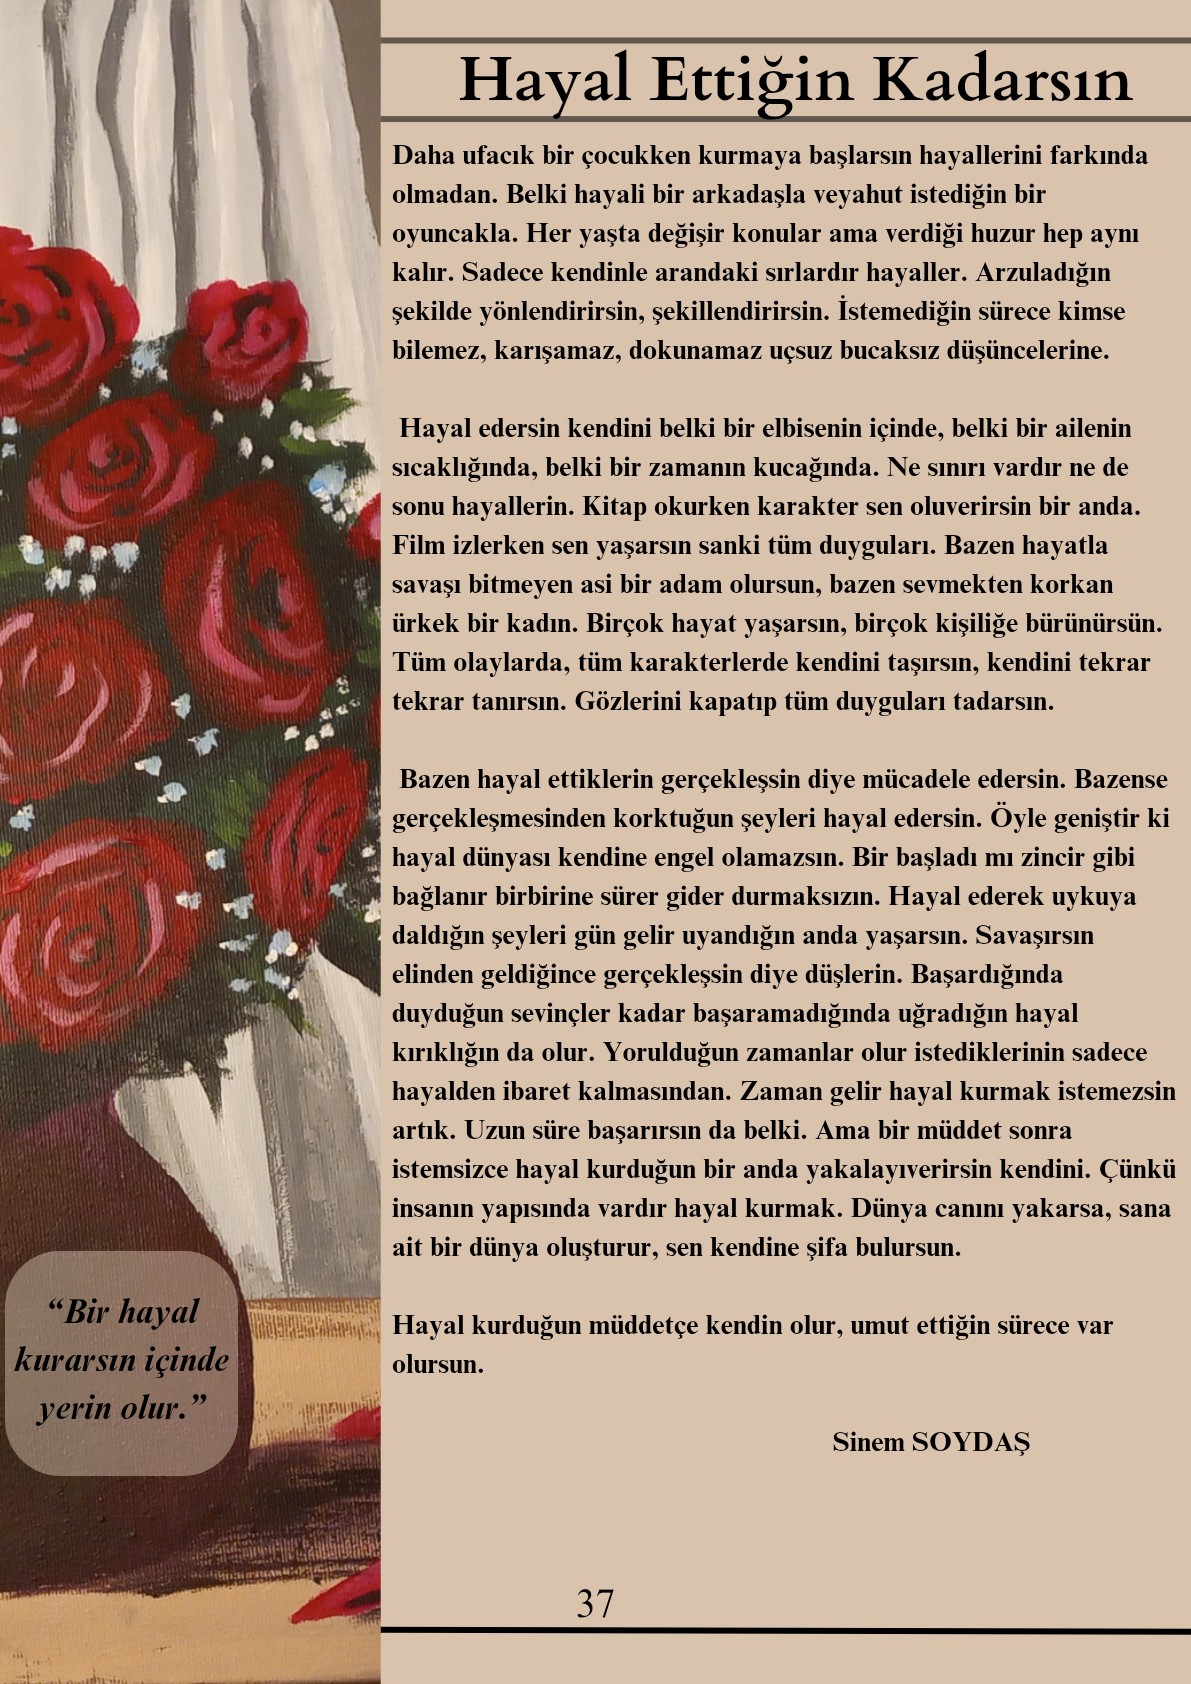 Hayal Ettiğin Kadarsın
Daha ufacık bir çocukken kurmaya başlarsın hayallerini farkında
olmadan. Belki hayali bir arkadaşla veyahut istediğin bir
oyuncakla. Her yaşta değişir konular ama verdiği huzur hep aynı
kalır. Sadece kendinle arandaki sırlardır hayaller. Arzuladığın
şekilde yönlendirirsin, şekillendirirsin. İstemediğin sürece kimse
bilemez, karışamaz, dokunamaz uçsuz bucaksız düşüncelerine.
Hayal edersin kendini belki bir elbisenin içinde, belki bir ailenin
sıcaklığında, belki bir zamanın kucağında. Ne sınırı vardır ne de
sonu hayallerin. Kitap okurken karakter sen oluverirsin bir anda.
Film izlerken sen yaşarsın sanki tüm duyguları. Bazen hayatla
savaşı bitmeyen asi bir adam olursun, bazen sevmekten korkan
ürkek bir kadın. Birçok hayat yaşarsın, birçok kişiliğe bürünürsün.
Tüm olaylarda, tüm karakterlerde kendini taşırsın, kendini tekrar
tekrar tanırsın. Gözlerini kapatıp tüm duyguları tadarsın.
Bazen hayal ettiklerin gerçekleşsin diye mücadele edersin. Bazense
gerçekleşmesinden korktuğun şeyleri hayal edersin. Öyle geniştir ki
hayal dünyası kendine engel olamazsın. Bir başladı mı zincir gibi
bağlanır birbirine sürer gider durmaksızın. Hayal ederek uykuya
daldığın şeyleri gün gelir uyandığın anda yaşarsın. Savaşırsın
elinden geldiğince gerçekleşsin diye düşlerin. Başardığında
duyduğun sevinçler kadar başaramadığında uğradığın hayal
kırıklığın da olur. Yorulduğun zamanlar olur istediklerinin sadece
hayalden ibaret kalmasından. Zaman gelir hayal kurmak istemezsin
artık. Uzun süre başarırsın da belki. Ama bir müddet sonra
istemsizce hayal kurduğun bir anda yakalayıverirsin kendini. Çünkü
insanın yapısında vardır hayal kurmak. Dünya canını yakarsa, sana
ait bir dünya oluşturur, sen kendine şifa bulursun.
Hayal kurduğun müddetçe kendin olur, umut ettiğin sürece var
olursun.
Sinem SOYDAŞ
“Bir hayal
kurarsın içinde
yerin olur.”
37